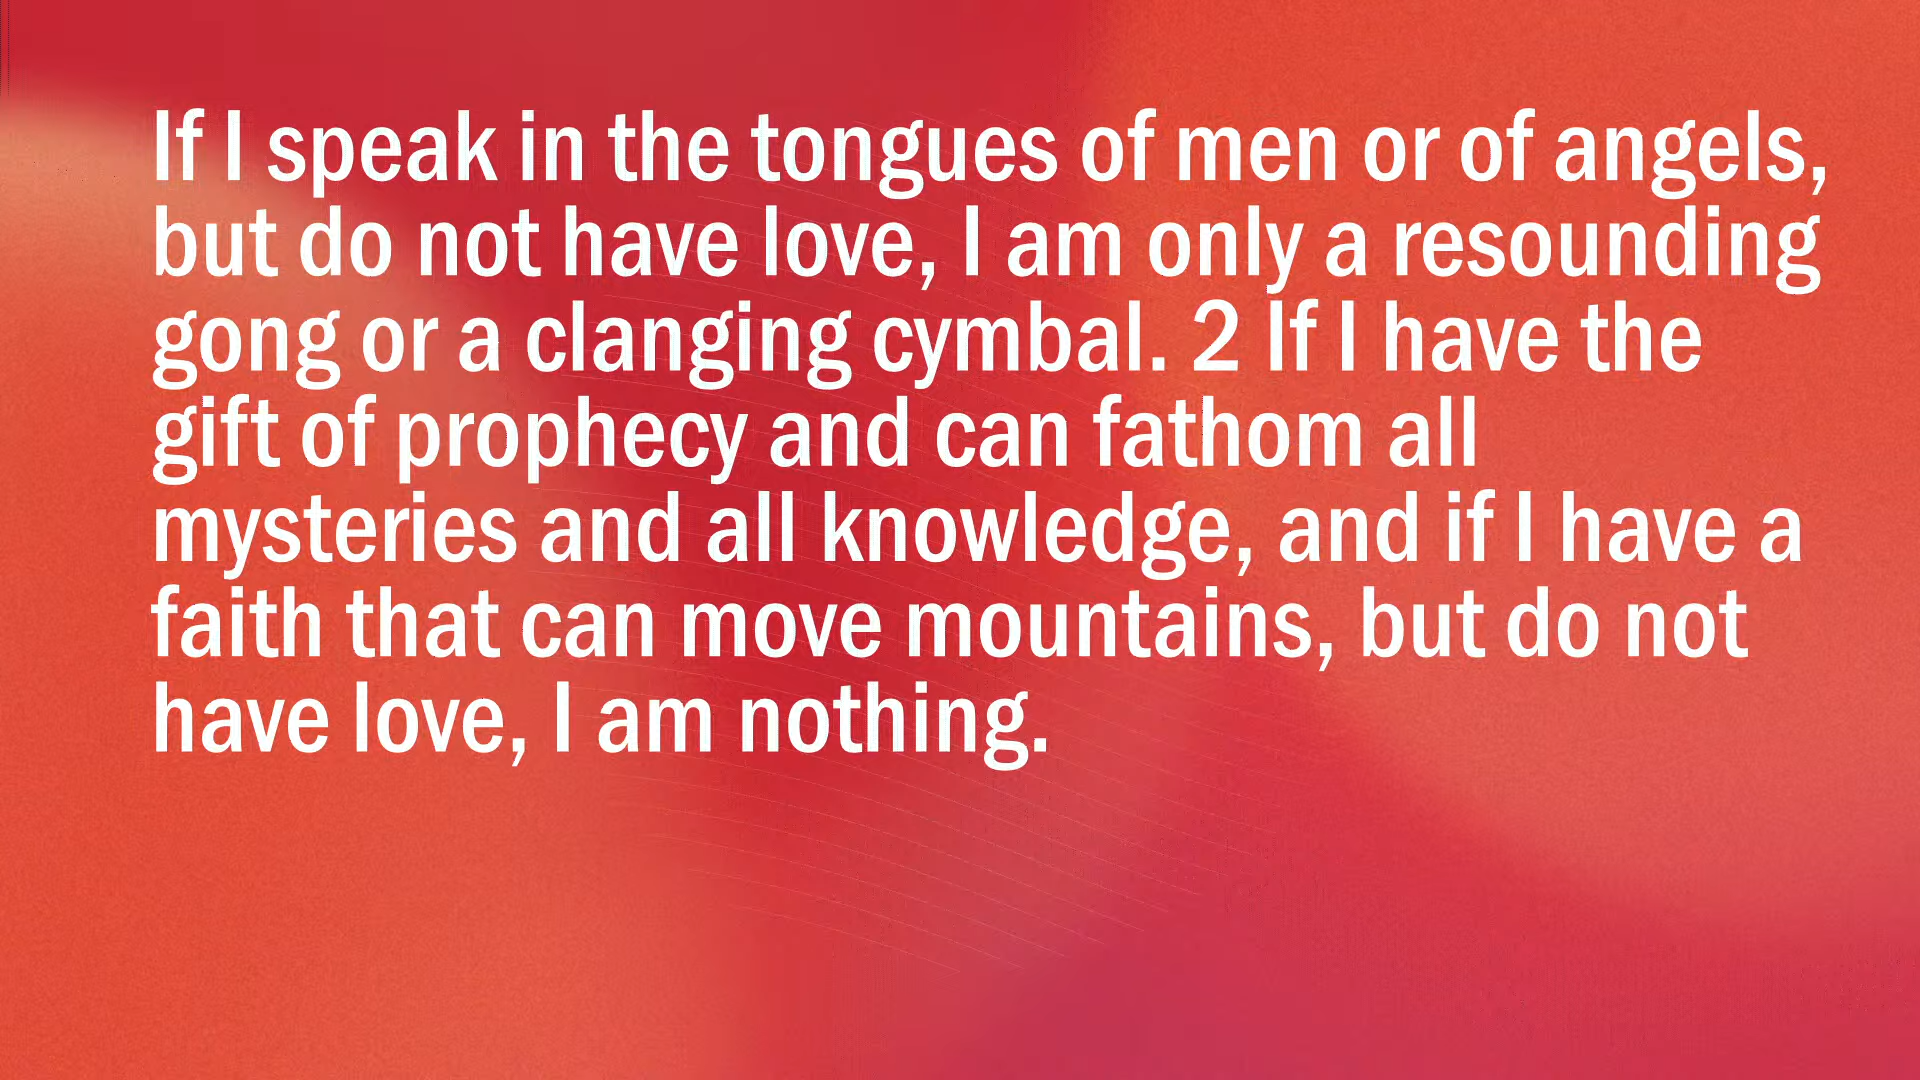 If I speak in the tongues of men or of angels,
but do not have love, I am only a resounding
gong or a clanging cymbal. 2 If I have the
gift of prophecy and can fathom all
mysteries and all knowledge, and if I have a
faith that can move mountains, but do not
have love, I am nothing.